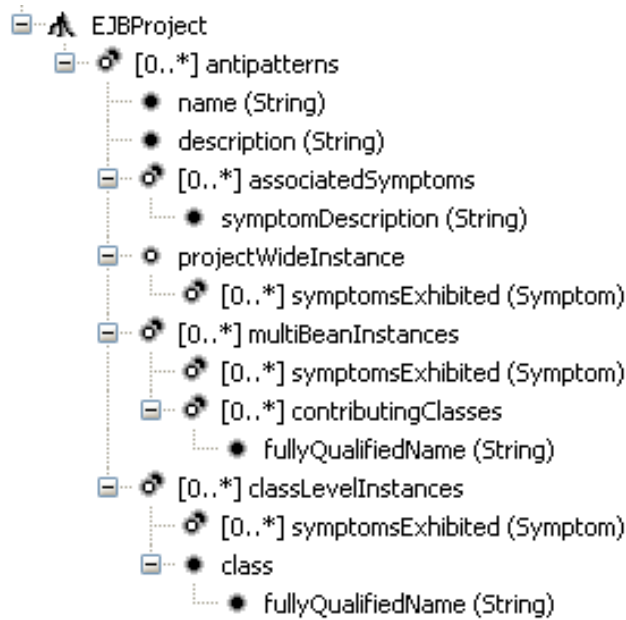 EJBProject
[0..*] antipatterns
name (String)
description (String)
[0..*] associatedSymptoms
symptomDescription (String)
projectWideInstance
[0..*] symptomsExhibited (Symptom)
[0..*] multiBeanInstances
[0..*] symptomsExhibited (Symptom)
[0..*] contributingClasses
fullyQualifiedName (String)
[0..*] classLevelInstances
[0..*] symptomsExhibited (Symptom)
class
fullyQualifiedName (String)